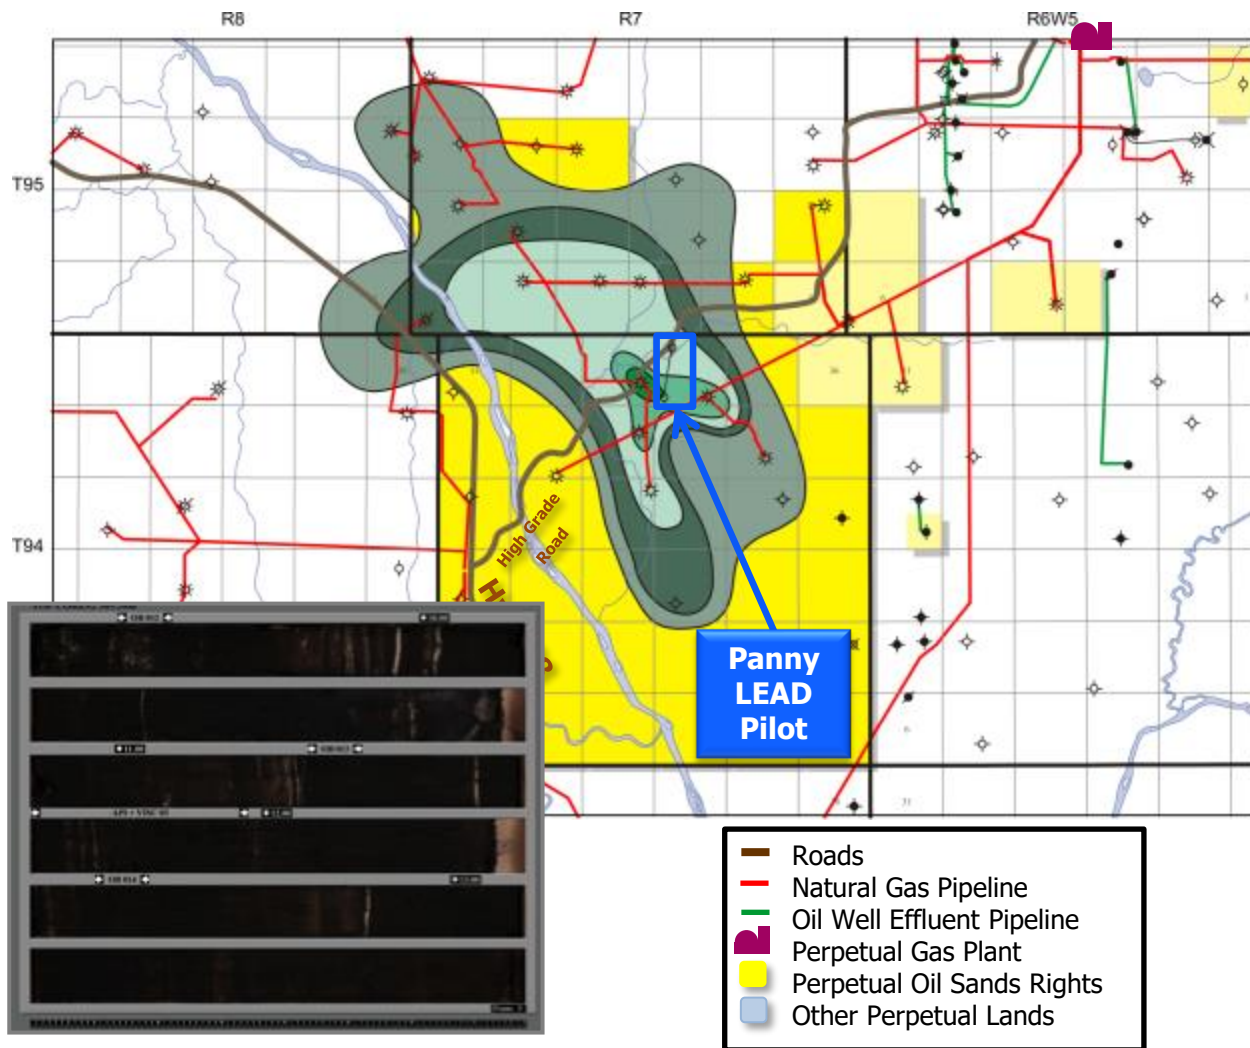 R8
R7
R6W5
T95
T94
High Grade
Road
Panny
LEAD
Pilot
Roads
Natural Gas Pipeline
Oil Well Effluent Pipeline
Perpetual Gas Plant
Perpetual Oil Sands Rights
Other Perpetual Lands